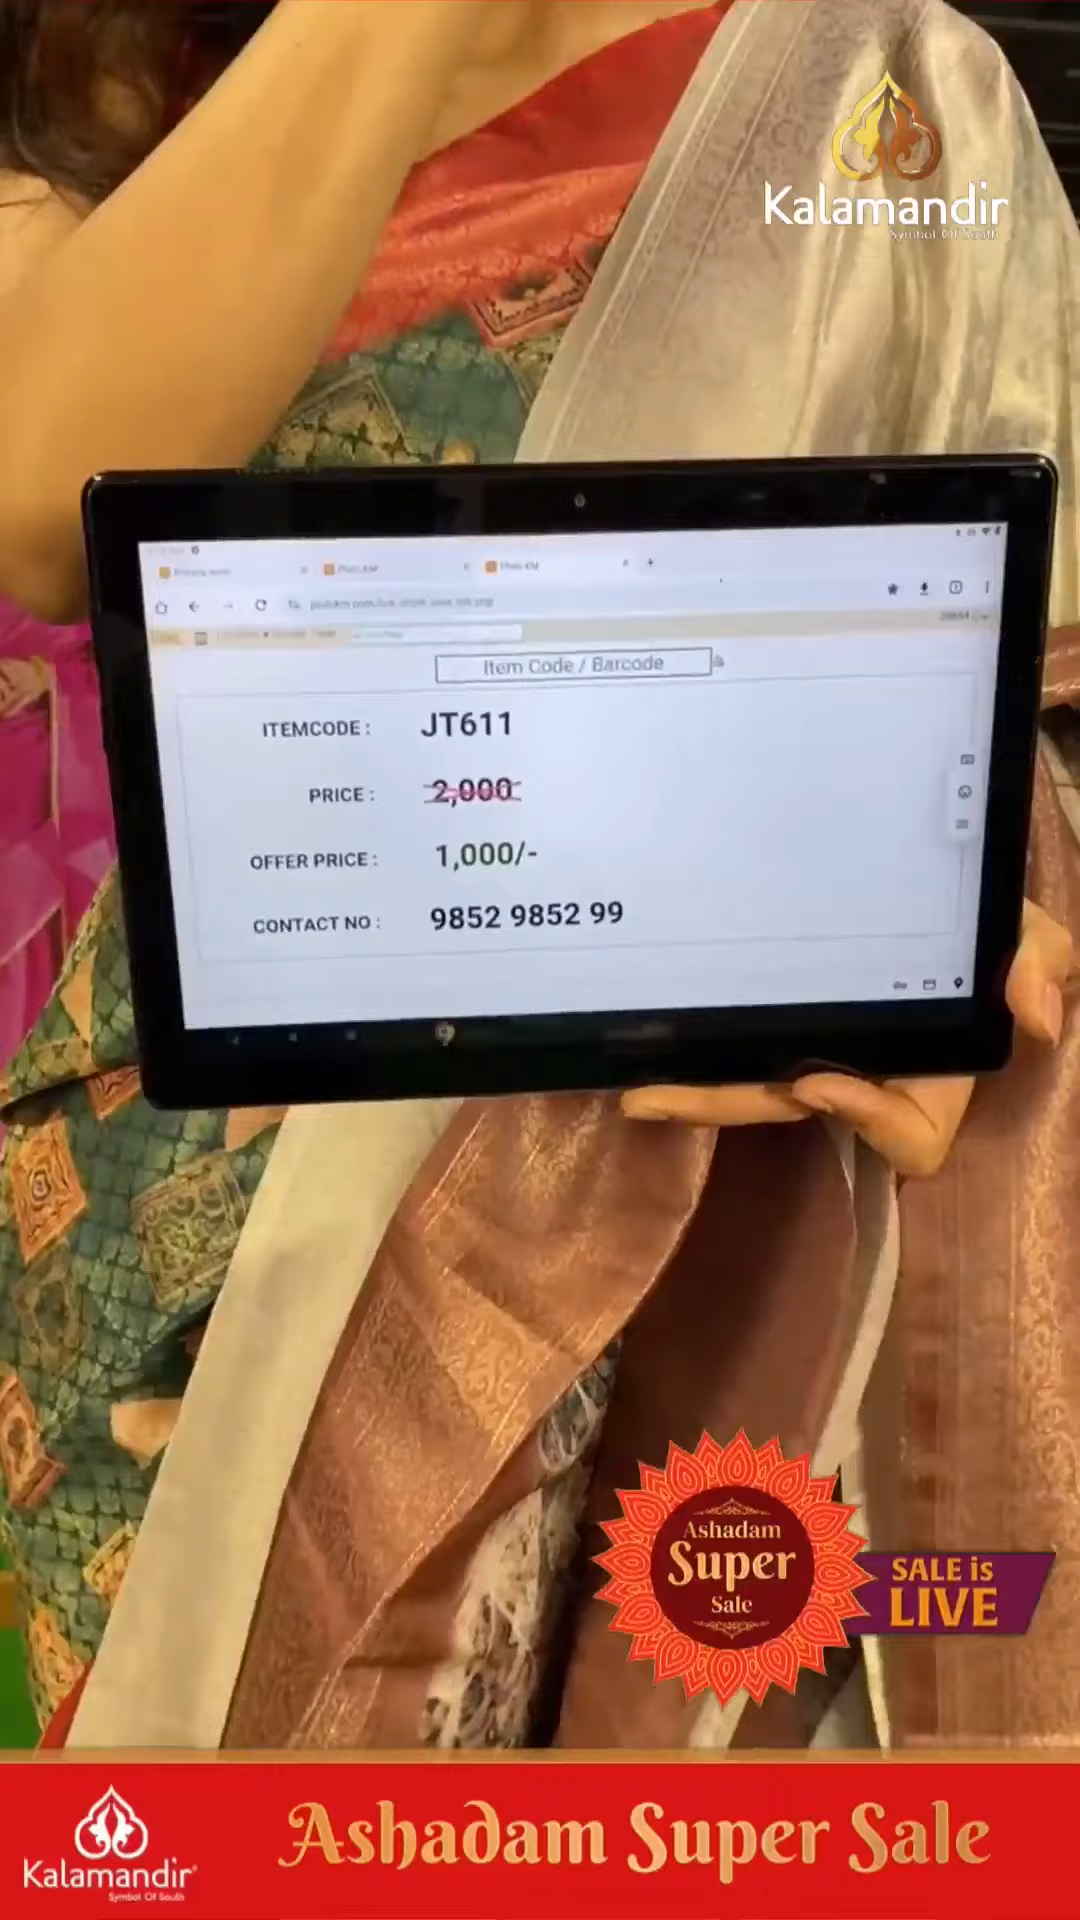 Kalamandir
Symbol Of South
Item Code / Barcode
ITEMCODE : JT611
PRICE : 2,000
OFFER PRICE : 1,000/-
CONTACT NO : 9852 9852 99
Ashadam
Super
Sale
SALE is
LIVE
Kalamandir
Symbol Of South
Ashadam Super Sale